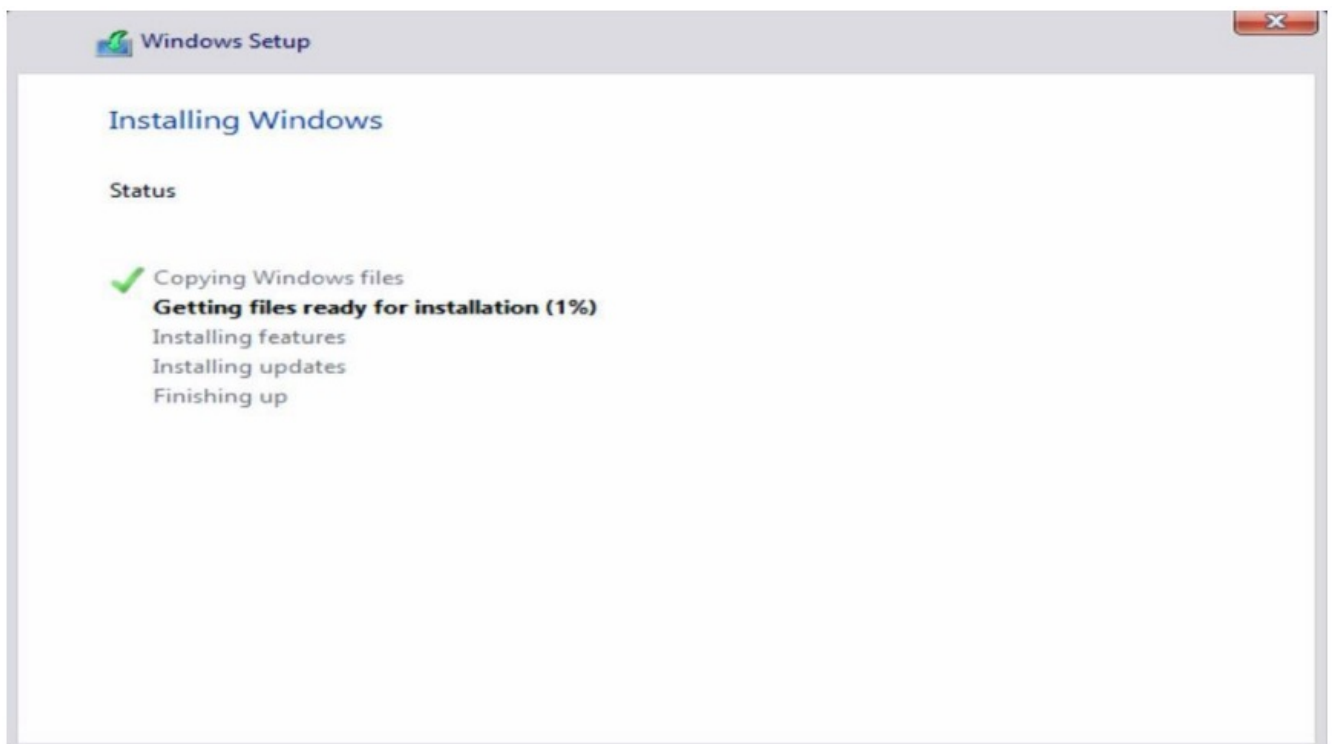 Windows Setup
Installing Windows
Status
Copying Windows files
Getting files ready for installation (1%)
Installing features
Installing updates
Finishing up